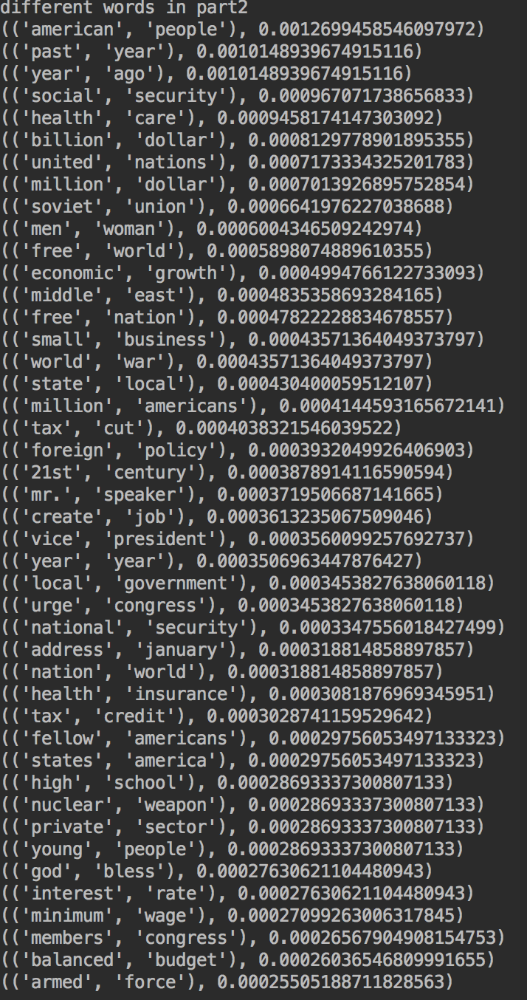 different words in part2
(('american', 'people'), 0.0012699458546097972)
(('past', 'year'), 0.0010148939674915116)
(('year', 'ago'), 0.0010148939674915116)
(('social', 'security'), 0.000967071738656833)
(('health', 'care'), 0.0009458174147303092)
(('billion', 'dollar'), 0.0008129778901895355)
(('united', 'nations'), 0.0007173334325201783)
(('million', 'dollar'), 0.0007013926895752854)
(('soviet', 'union'), 0.0006641976227038688)
(('men', 'woman'), 0.0006004346509242974)
(('free', 'world'), 0.0005898074889610355)
(('economic', 'growth'), 0.0004994766122733093)
(('middle', 'east'), 0.0004835358693284165)
(('free', 'nation'), 0.00047822228834678557)
(('small', 'business'), 0.00043571364049373797)
(('world', 'war'), 0.00043571364049373797)
(('state', 'local'), 0.000430400059512107)
(('million', 'americans'), 0.0004144593165672141)
(('tax', 'cut'), 0.0004038321546039522)
(('foreign', 'policy'), 0.0003932049926406903)
(('21st', 'century'), 0.00038789141165905​94)
(('mr.', 'speaker'), 0.0003719506687141665)
(('create', 'job'), 0.0003613235067509046)
(('vice', 'president'), 0.0003560099257692737)
(('year', 'year'), 0.0003506963447876427)
(('local', 'government'), 0.0003453827638060118)
(('urge', 'congress'), 0.0003453827638060118)
(('national', 'security'), 0.0003347556018427499)
(('address', 'january'), 0.000318814858897857)
(('nation', 'world'), 0.000318814858897857)
(('health', 'insurance'), 0.0003081876969345951)
(('tax', 'credit'), 0.0003028741159529642)
(('fellow', 'americans'), 0.00029756053497133323)
(('states', 'america'), 0.00029756053497133323)
(('high', 'school'), 0.00028693337300807133)
(('nuclear', 'weapon'), 0.00028693337300807133)
(('private', 'sector'), 0.00028693337300807133)
(('young', 'people'), 0.00028693337300807133)
(('god', 'bless'), 0.00027630621104480943)
(('interest', 'rate'), 0.00027630621104480943)
(('minimum', 'wage'), 0.00027099263006317845)
(('members', 'congress'), 0.00026567904908154753)
(('balanced', 'budget'), 0.00026036546809991655)
(('armed', 'force'), 0.00025505188711828563)